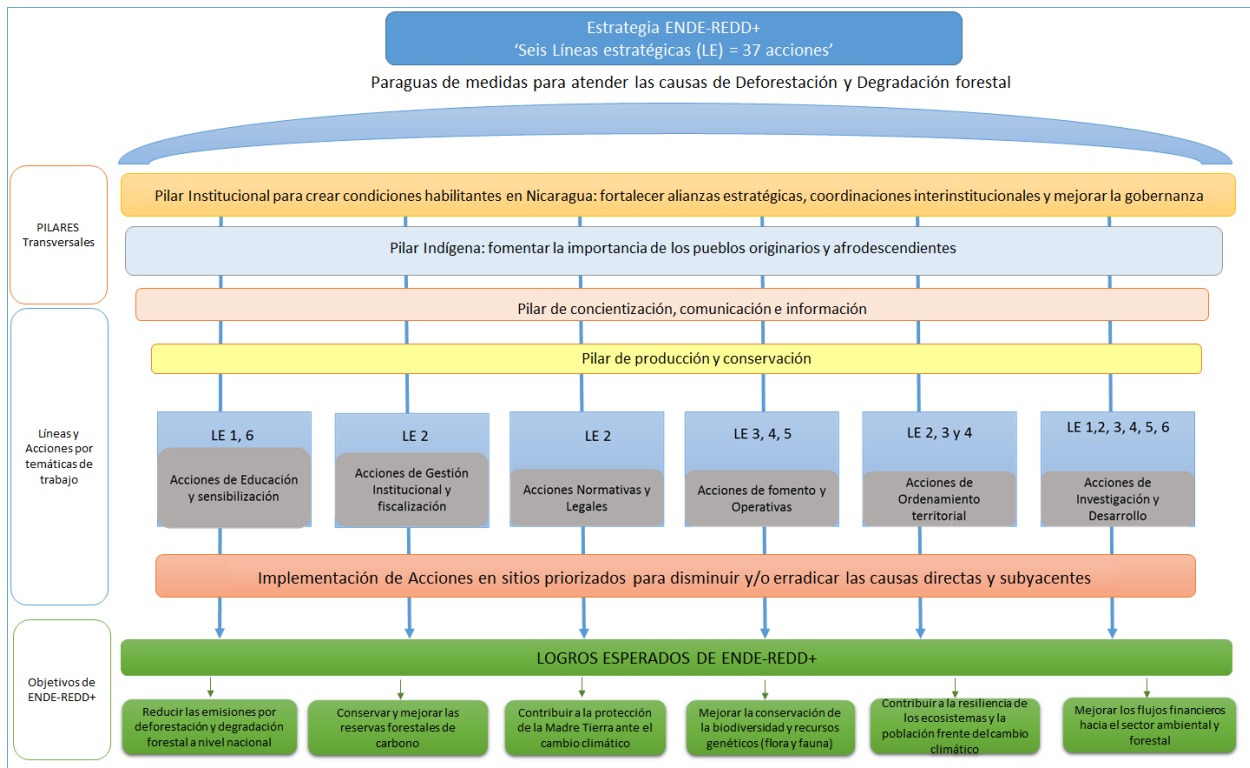 Estrategia ENDE-REDD+
‘Seis Líneas estratégicas (LE) = 37 acciones’
Paraguas de medidas para atender las causas de Deforestación y Degradación forestal
PILARES
Transversales
Pilar Institucional para crear condiciones habilitantes en Nicaragua: fortalecer alianzas estratégicas, coordinaciones interinstitucionales y mejorar la gobernanza
Pilar Indígena: fomentar la importancia de los pueblos originarios y afrodescendientes
Pilar de concientización, comunicación e información
Pilar de producción y conservación
Líneas y
Acciones por
temáticas de
trabajo
LE 1, 6
Acciones de Educación
y sensibilización
LE 2
Acciones de Gestión
Institucional y
fiscalización
LE 2
Acciones Normativas y
Legales
LE 3, 4, 5
Acciones de fomento y
Operativas
LE 2, 3 y 4
Acciones de
Ordenamiento
territorial
LE 1,2, 3, 4, 5, 6
Acciones de
Investigación y
Desarrollo
Implementación de Acciones en sitios priorizados para disminuir y/o erradicar las causas directas y subyacentes
Objetivos de
ENDE-REDD+
LOGROS ESPERADOS DE ENDE-REDD+
Reducir las emisiones por
deforestación y degradación
forestal a nivel nacional
Conservar y mejorar las
reservas forestales de
carbono
Contribuir a la protección
de la Madre Tierra ante el
cambio climático
Mejorar la conservación de
la biodiversidad y recursos
genéticos (flora y fauna)
Contribuir a la resiliencia de
los ecosistemas y la
población frente del cambio
climático
Mejorar los flujos financieros
hacia el sector ambiental y
forestal